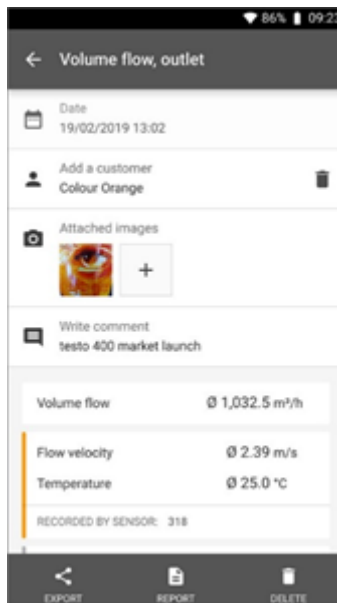 86% 09:23
Volume flow, outlet
Date
19/02/2019 13:02
Add a customer
Colour Orange
Attached images
+
Write comment
testo 400 market launch
Volume flow Ø 1,032.5 m³/h
Flow velocity Ø 2.39 m/s
Temperature Ø 25.0 °C
RECORDED BY SENSOR: 318
EXPORT REPORT DELETE